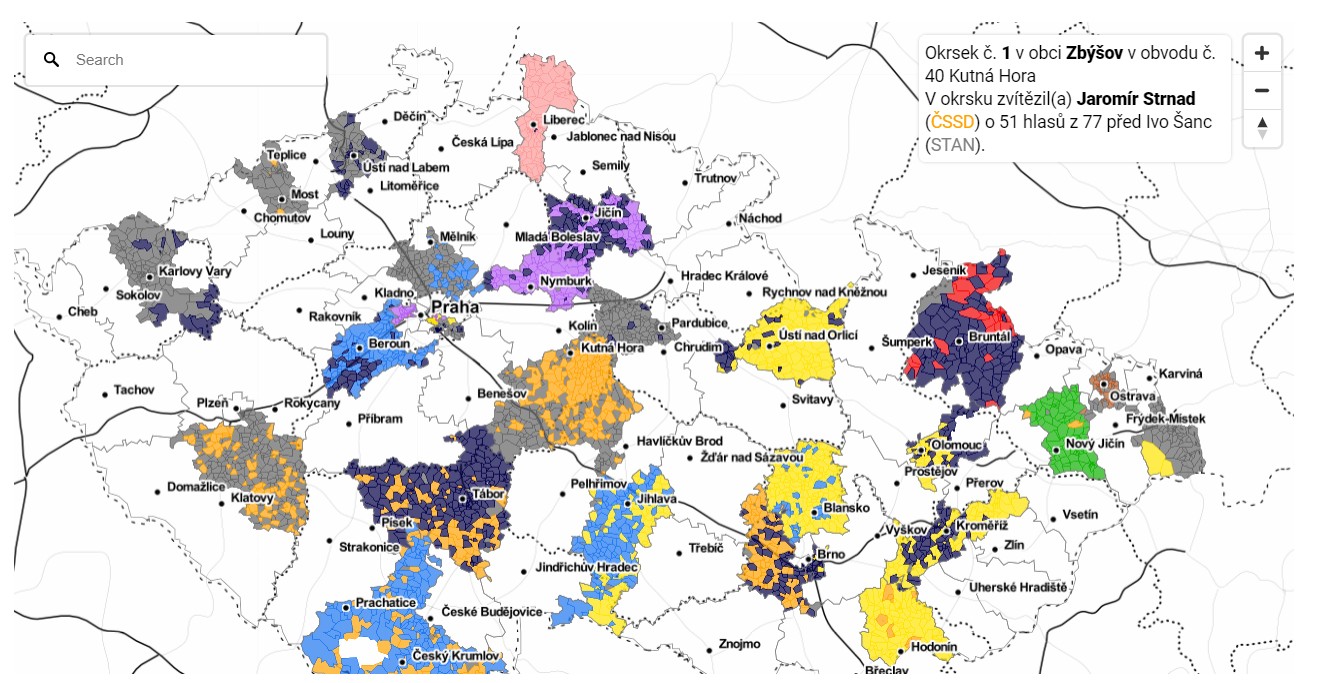 Search
Okrsek č. 1 v obci Zbýšov v obvodu č.
40 Kutná Hora
V okrsku zvítězil(a) Jaromír Strnad
(ČSSD) o 51 hlasů z 77 před Ivo Šanc
(STAN).
Děčín
Liberec
Jablonec nad Nisou
Česká Lípa
Teplice
Ústí nad Labem
Semily
Trutnov
Litoměřice
Most
Chomutov
Jičín
Náchod
Louny
Mělník
Mladá Boleslav
Karlovy Vary
Jeseník
Hradec Králové
Nymburk
Sokolov
Kladno
Rychnov nad Kněžnou
Cheb
Rakovník
Praha
Kolín
Pardubice
Ústí nad Orlicí
Bruntál
Beroun
Kutná Hora
Chrudim
Šumperk
Opava
Karviná
Tachov
Benešov
Ostrava
Plzeň
Rokycany
Svitavy
Příbram
Frýdek-Místek
Havlíčkův Brod
Olomouc
Nový Jičín
Žďár nad Sázavou
Prostějov
Domažlice
Klatovy
Tábor
Pelhřimov
Přerov
Jihlava
Blansko
Vsetín
Písek
Vyškov
Kroměříž
Strakonice
Třebíč
Brno
Zlín
Jindřichův Hradec
Uherské Hradiště
Prachatice
České Budějovice
Znojmo
Hodonín
Český Krumlov
Břeclav